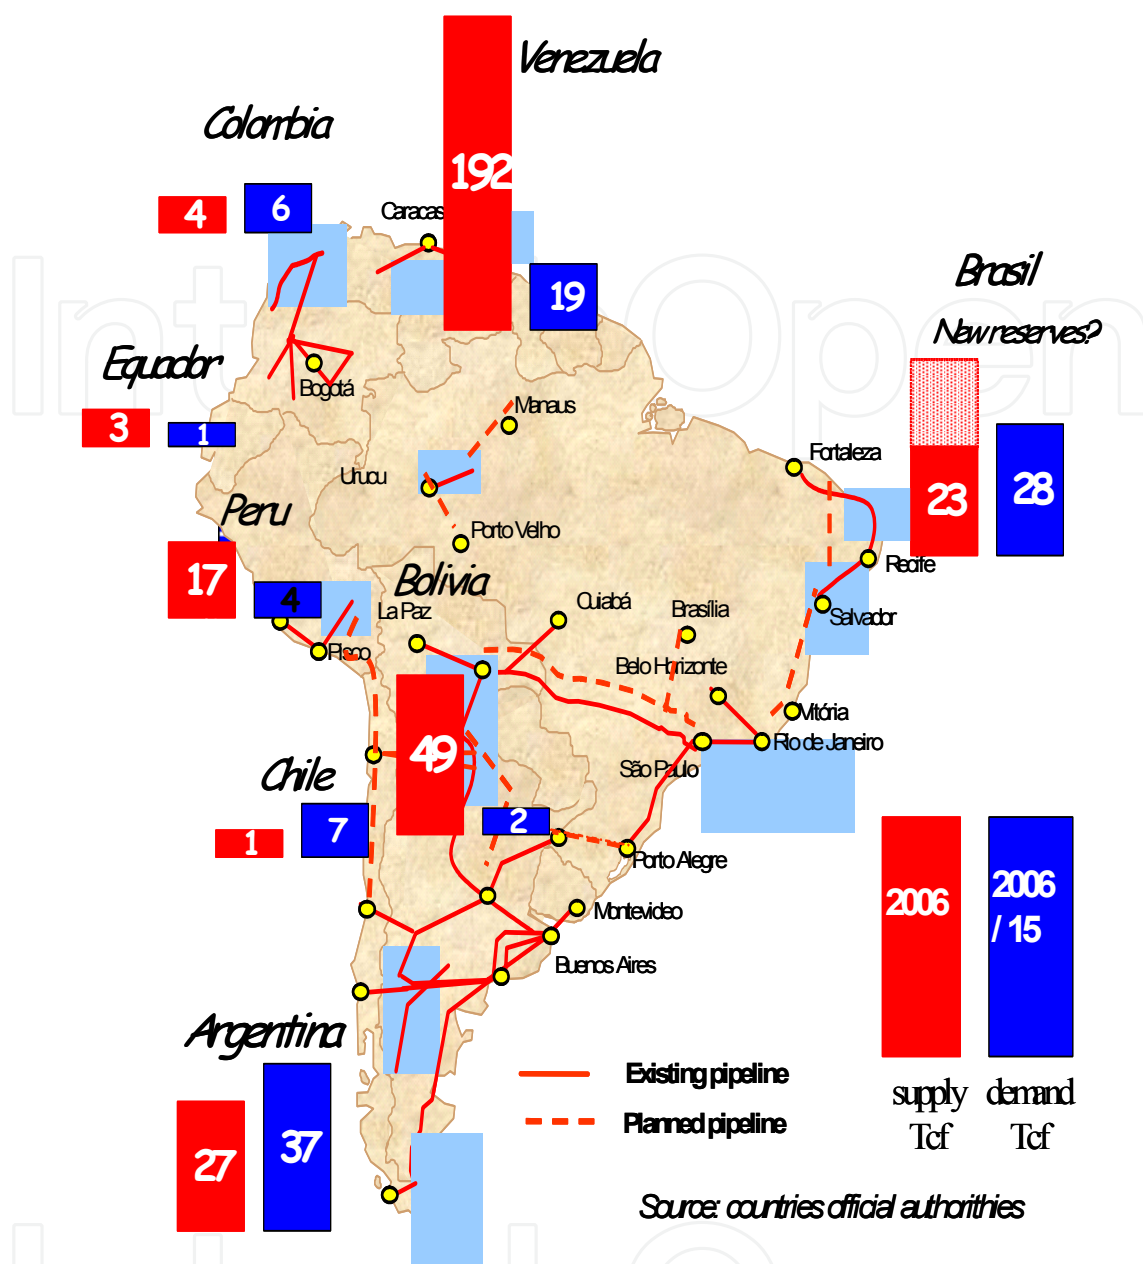 Venezuela
Colombia
192
4
6
Caracas
19
Brasil
New reserves?
Equador
3
1
Bogotá
Manaus
Fortaleza
Urucu
23
28
Peru
Porto Velho
Recife
17
Bolivia
4
La Paz
Cuiabá
Brasília
Salvador
Pisco
Belo Horizonte
Vitória
49
Rio de Janeiro
São Paulo
Chile
1
7
2
Porto Alegre
2006
2006
/ 15
Montevideo
Buenos Aires
Argentina
27
37
Existing pipeline
Planned pipeline
supply
Tcf
demand
Tcf
Source: countries official authorithies
Inte
Open